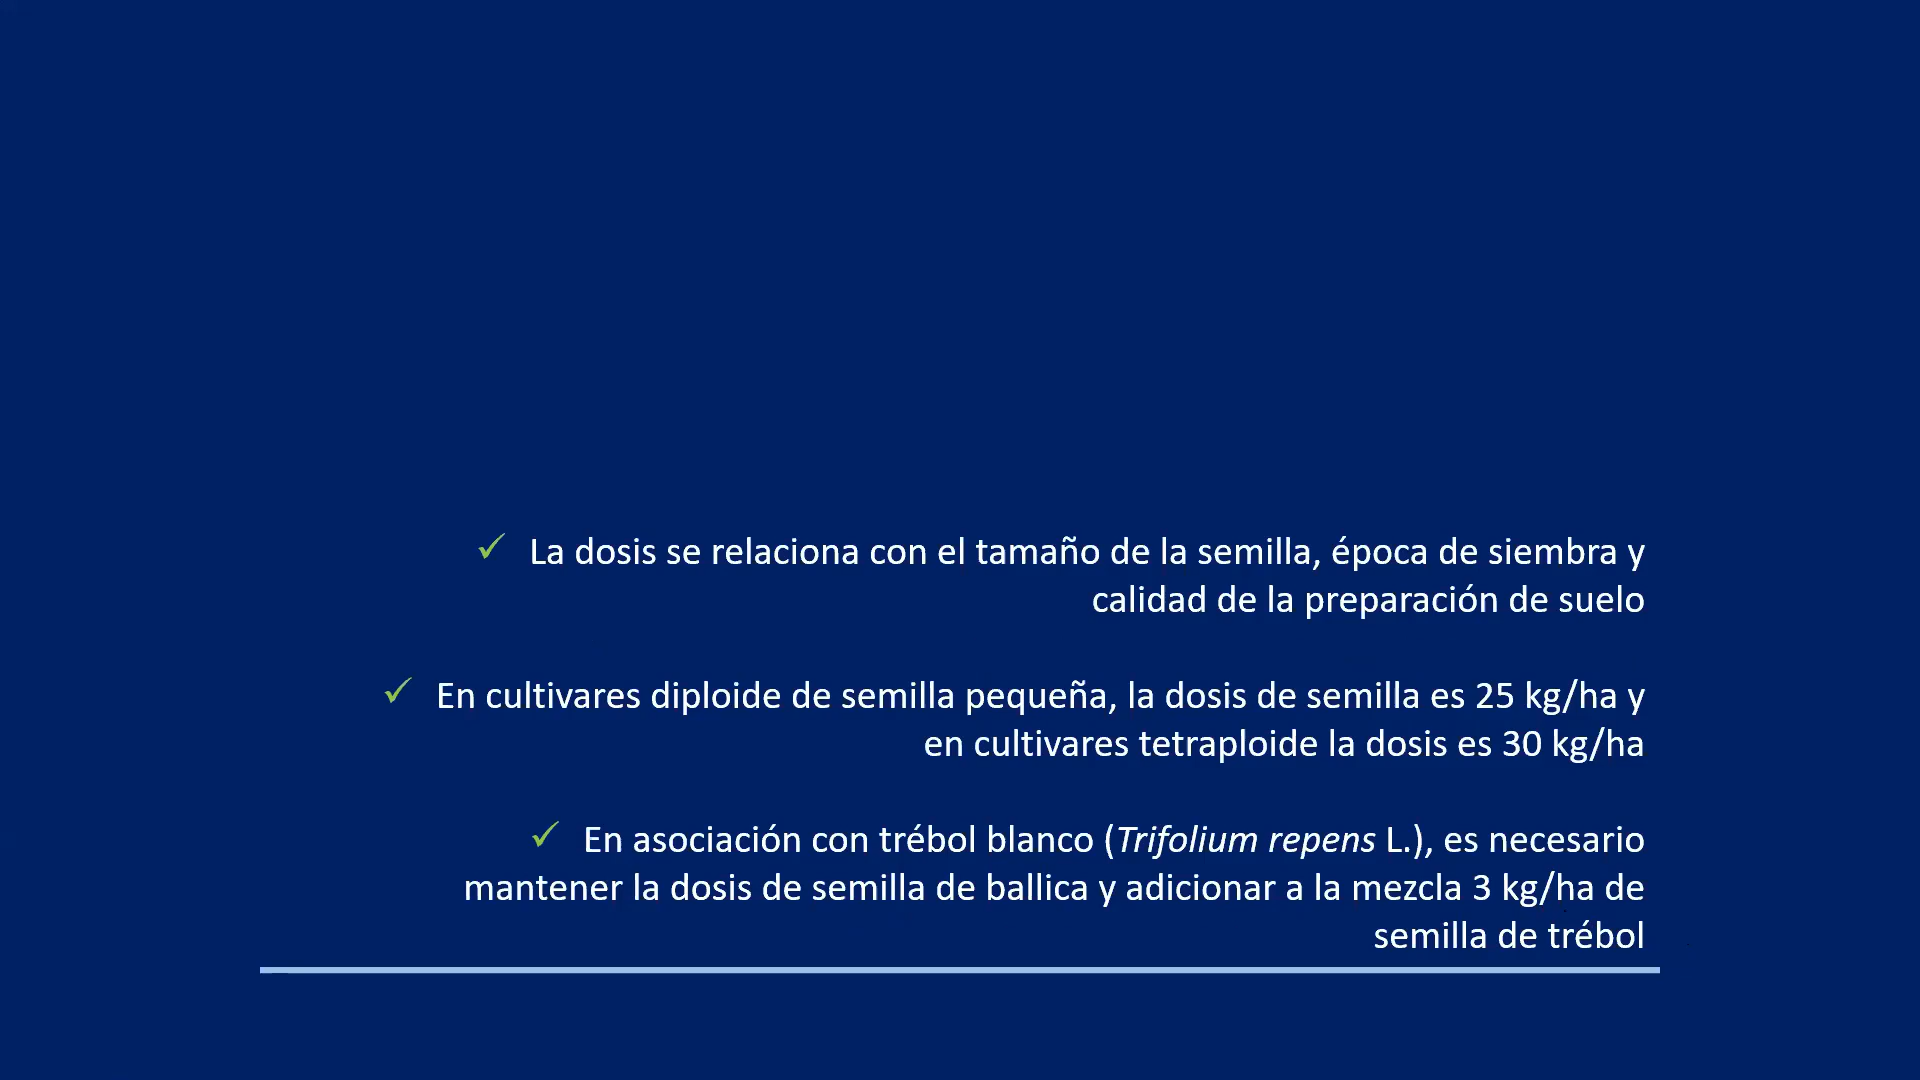 ✓ La dosis se relaciona con el tamaño de la semilla, época de siembra y
calidad de la preparación de suelo
✓ En cultivares diploide de semilla pequeña, la dosis de semilla es 25 kg/ha y
en cultivares tetraploide la dosis es 30 kg/ha
✓ En asociación con trébol blanco (Trifolium repens L.), es necesario
mantener la dosis de semilla de ballica y adicionar a la mezcla 3 kg/ha de
semilla de trébol